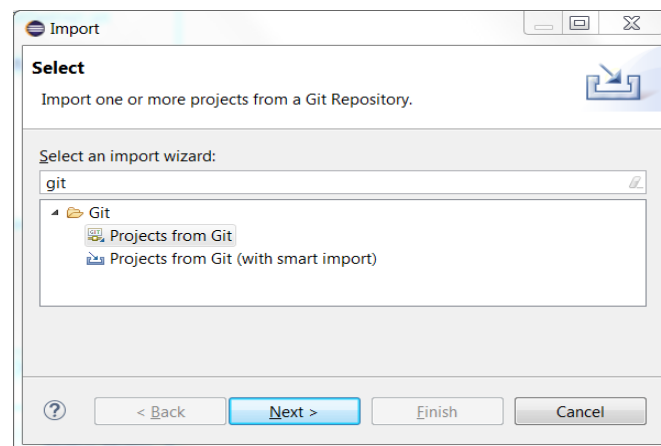 Import
Select
Import one or more projects from a Git Repository.
Select an import wizard:
git
Git
Projects from Git
Projects from Git (with smart import)
? < Back Next > Finish Cancel